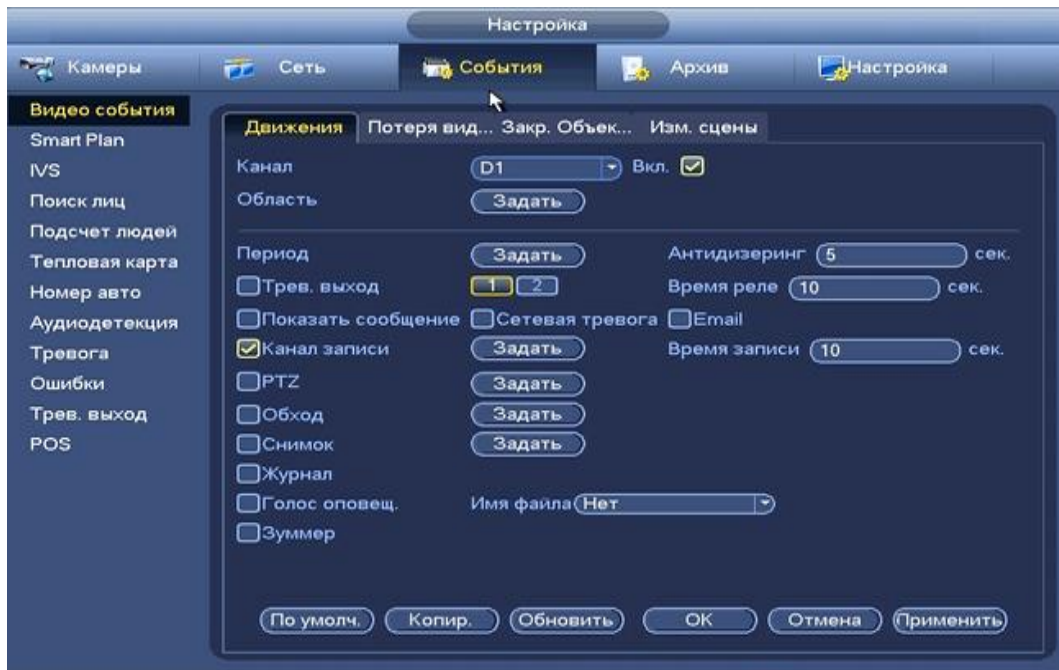 Настройка
Камеры Сеть События Архив Настройка
Видео события
Smart Plan
IVS
Поиск лиц
Подсчет людей
Тепловая карта
Номер авто
Аудиодетекция
Тревога
Ошибки
Трев. выход
POS
Движения Потеря вид... Закр. Объек... Изм. сцены
Канал D1 Вкл.
Область Задать
Период Задать Антидизеринг 5 сек.
Трев. выход 1 2 Время реле 10 сек.
Показать сообщение Сетевая тревога Email
Канал записи Задать Время записи 10 сек.
PTZ Задать
Обход Задать
Снимок Задать
Журнал
Голос оповещ. Имя файла Нет
Зуммер
По умолч. Копир. Обновить OK Отмена Применить